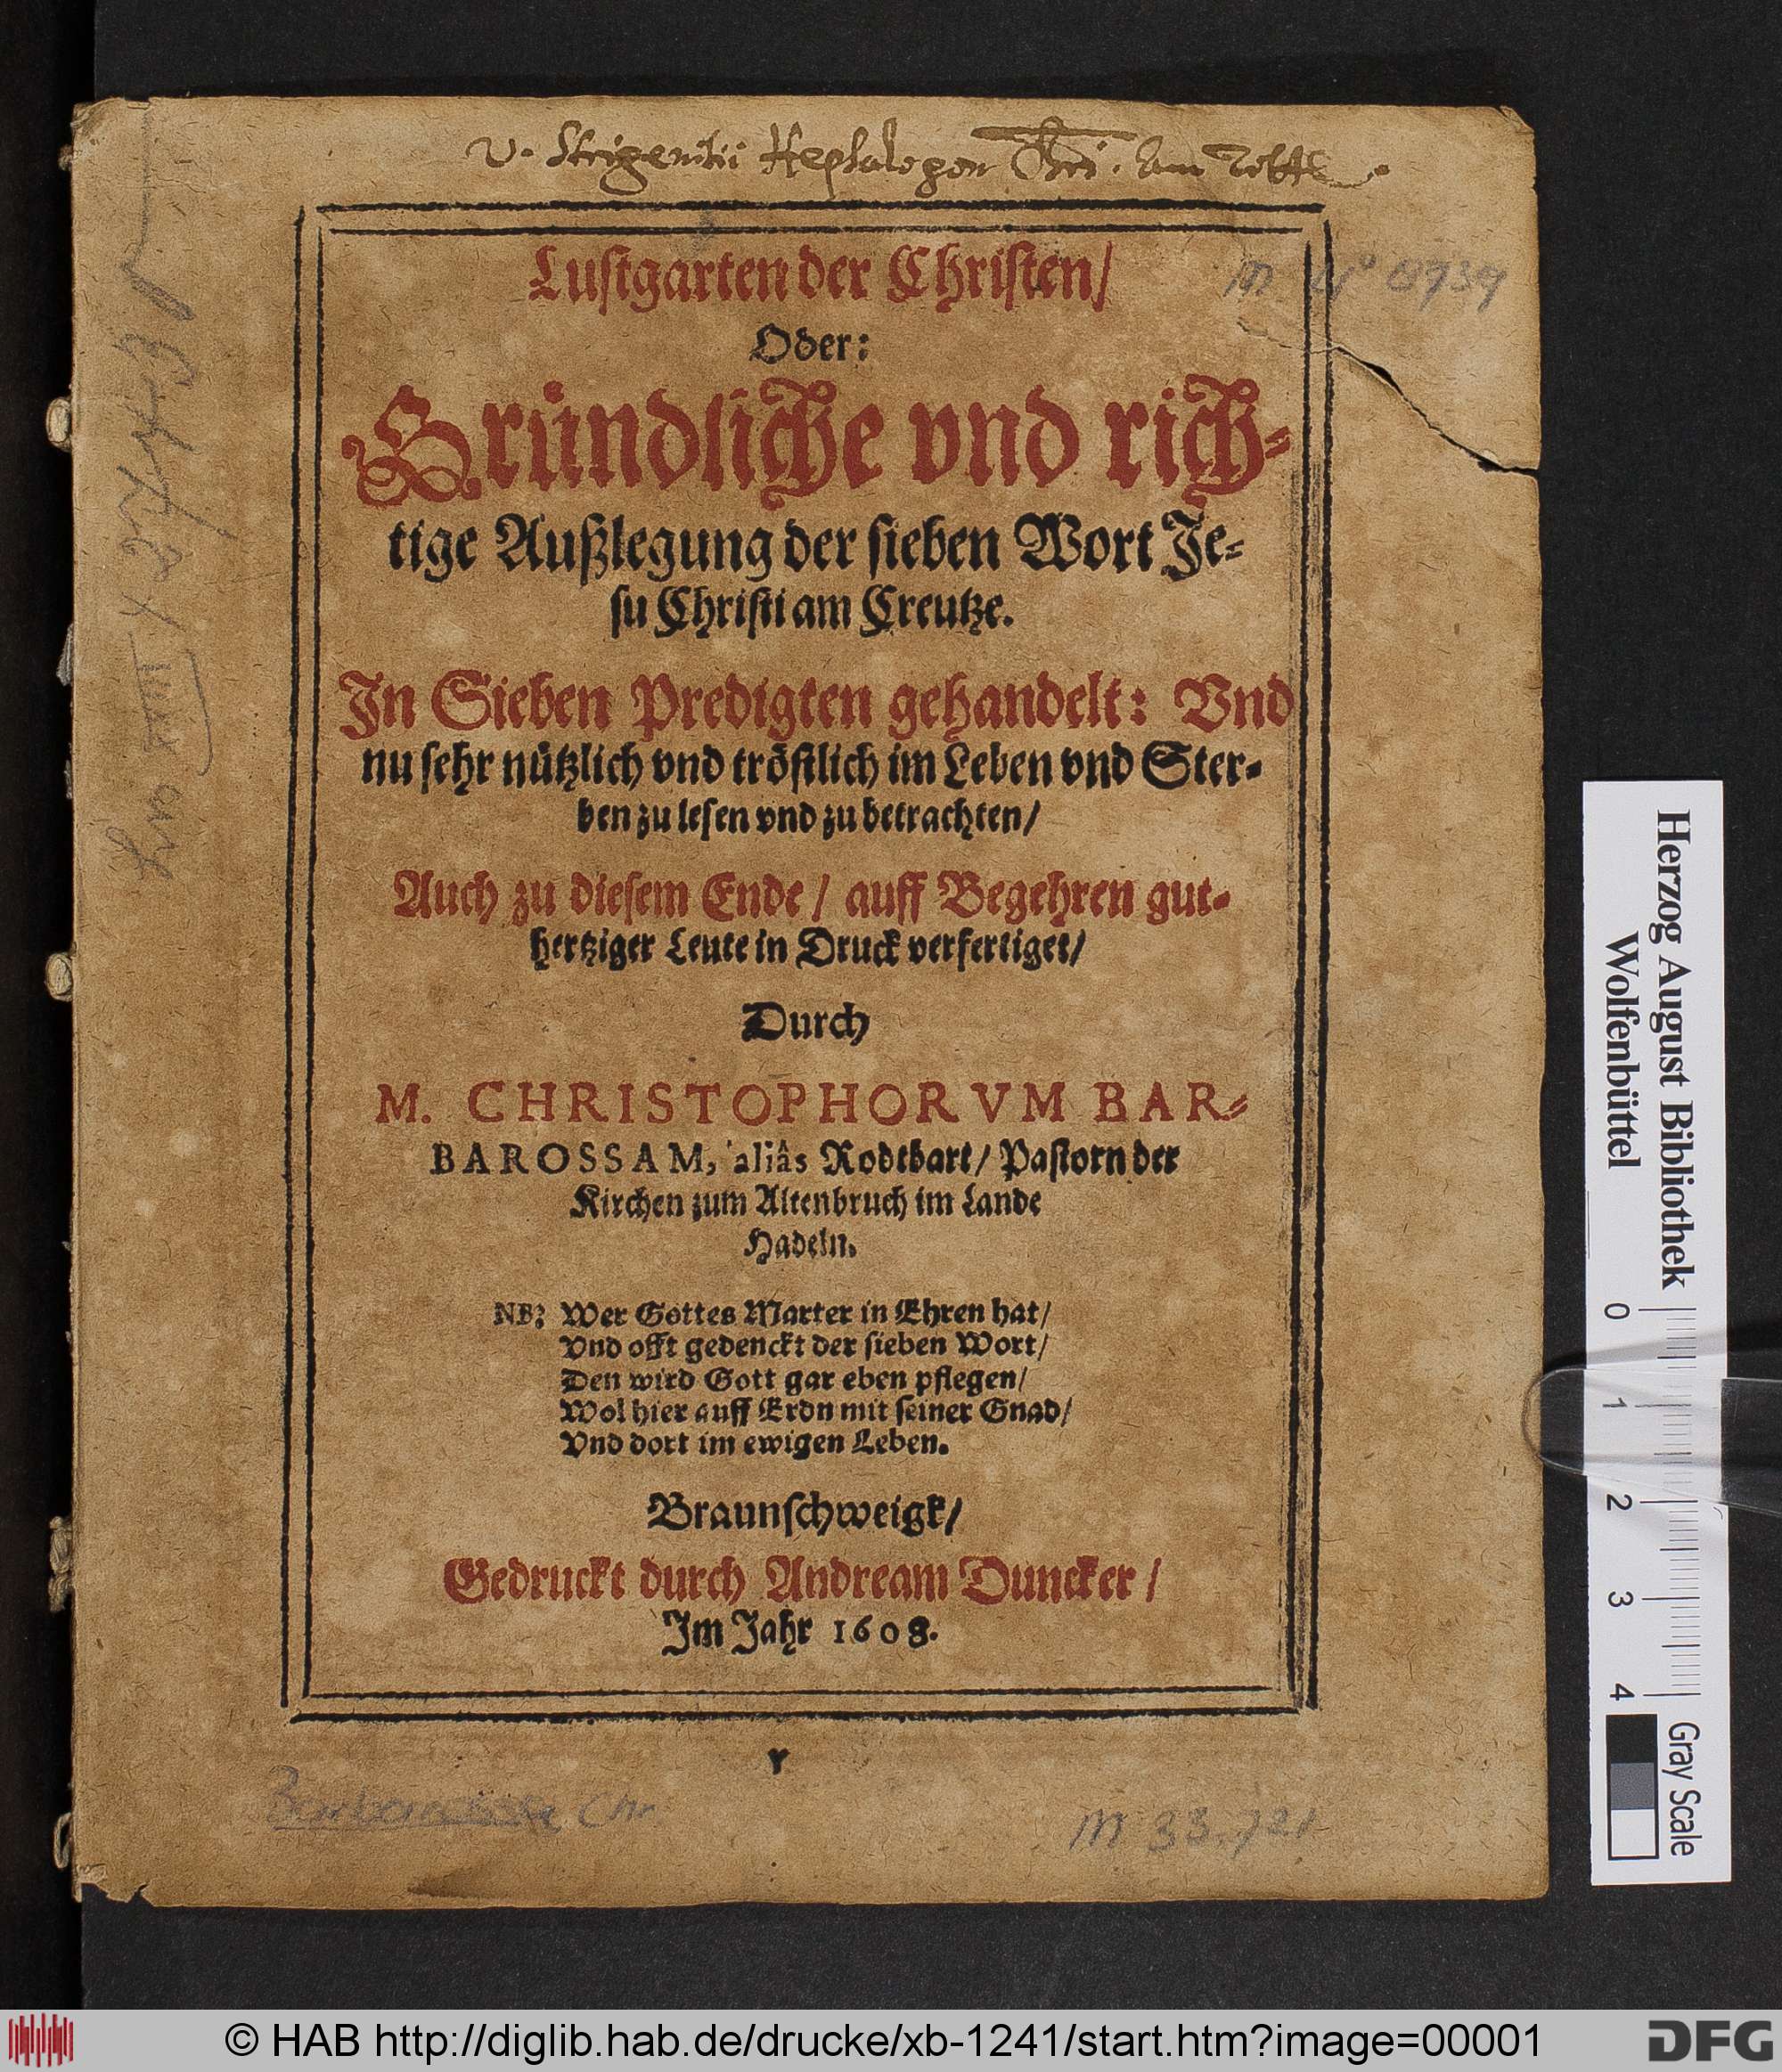 V. Strigenitii
Lustgarten der Christen/
Oder:
Gründliche vnd rich-
tige Außlegung der sieben Wort Je-
su Christi am Creutze.
In Sieben Predigten gehandelt: Vnd
nu sehr nützlich vnd tröstlich im Leben vnd Ster-
ben zu lesen vnd zu betrachten/
Auch zu diesem Ende / auff Begehren gut-
hertziger Leute in Druck verfertiget/
Durch
M. CHRISTOPHORVM BAR-
BAROSSAM, aliâs Rodtbart/ Pastorn der
Kirchen zum Altenbruch im Lande
Hadeln.
NB: Wer Gottes Marter in Ehren hat/
Vnd offt gedenckt der sieben Wort/
Den wird Gott gar eben pflegen/
Wol hier auff Erdn mit seiner Gnad/
Vnd dort im ewigen Leben.
Braunschweigk/
Gedruckt durch Andream Duncker /
Im Jahr 1608.
M 33.721
Herzog August Bibliothek
Wolfenbüttel
0 1 2 3 4
Gray Scale
© HAB http://diglib.hab.de/drucke/xb-1241/start.htm?image=00001
DFG